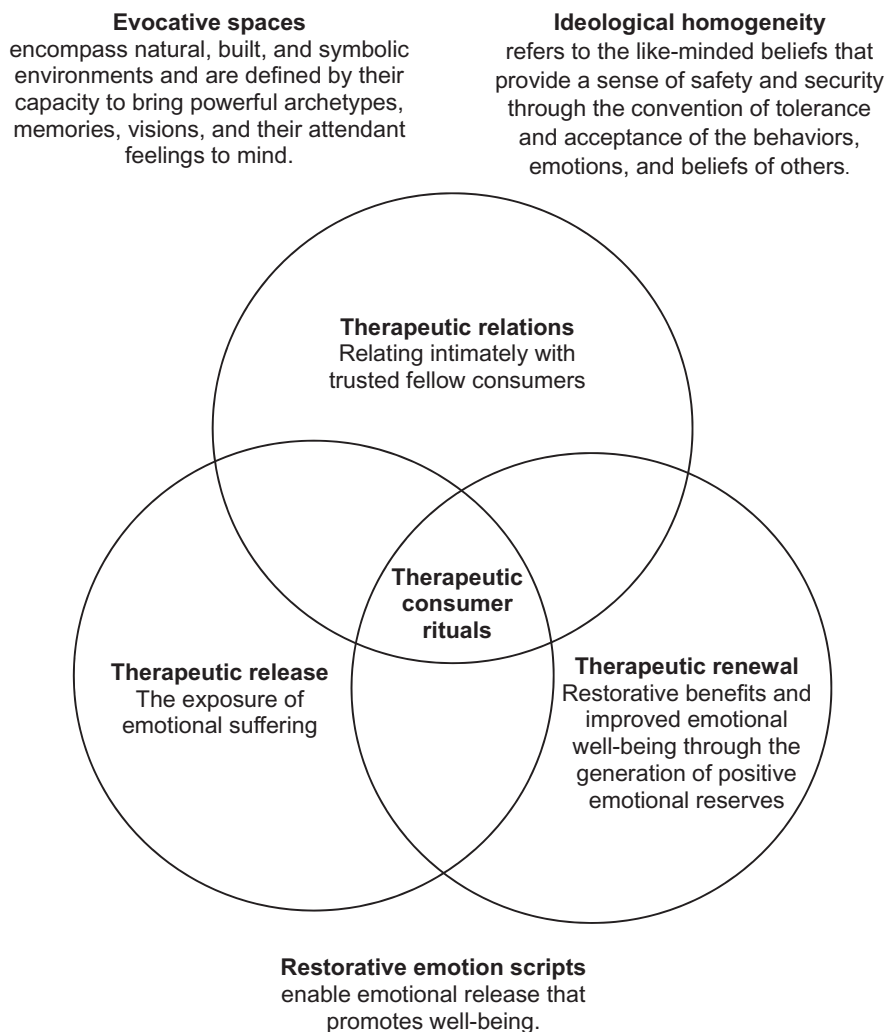 Evocative spaces
encompass natural, built, and symbolic
environments and are defined by their
capacity to bring powerful archetypes,
memories, visions, and their attendant
feelings to mind.
Ideological homogeneity
refers to the like-minded beliefs that
provide a sense of safety and security
through the convention of tolerance
and acceptance of the behaviors,
emotions, and beliefs of others.
Therapeutic relations
Relating intimately with
trusted fellow consumers
Therapeutic
consumer
rituals
Therapeutic release
The exposure of
emotional suffering
Therapeutic renewal
Restorative benefits and
improved emotional
well-being through the
generation of positive
emotional reserves
Restorative emotion scripts
enable emotional release that
promotes well-being.